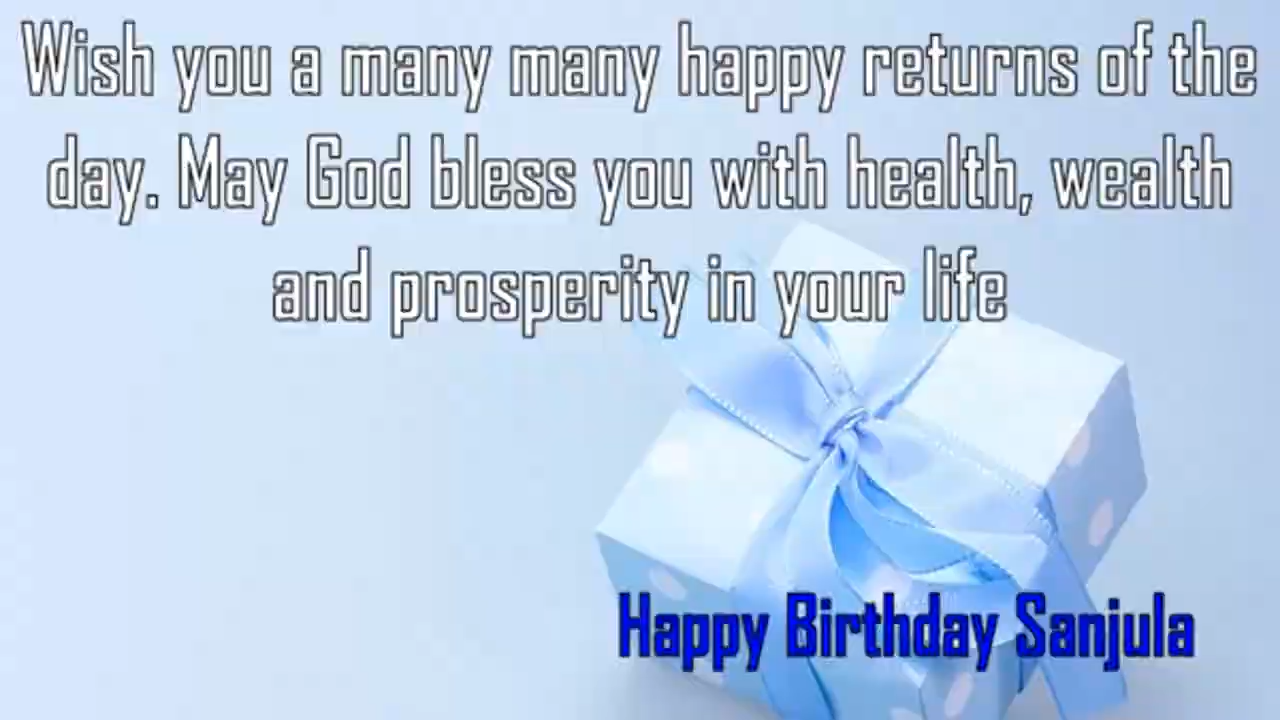 Wish you a many many happy returns of the
day. May God bless you with health, wealth
and prosperity in your life
Happy Birthday Sanjula